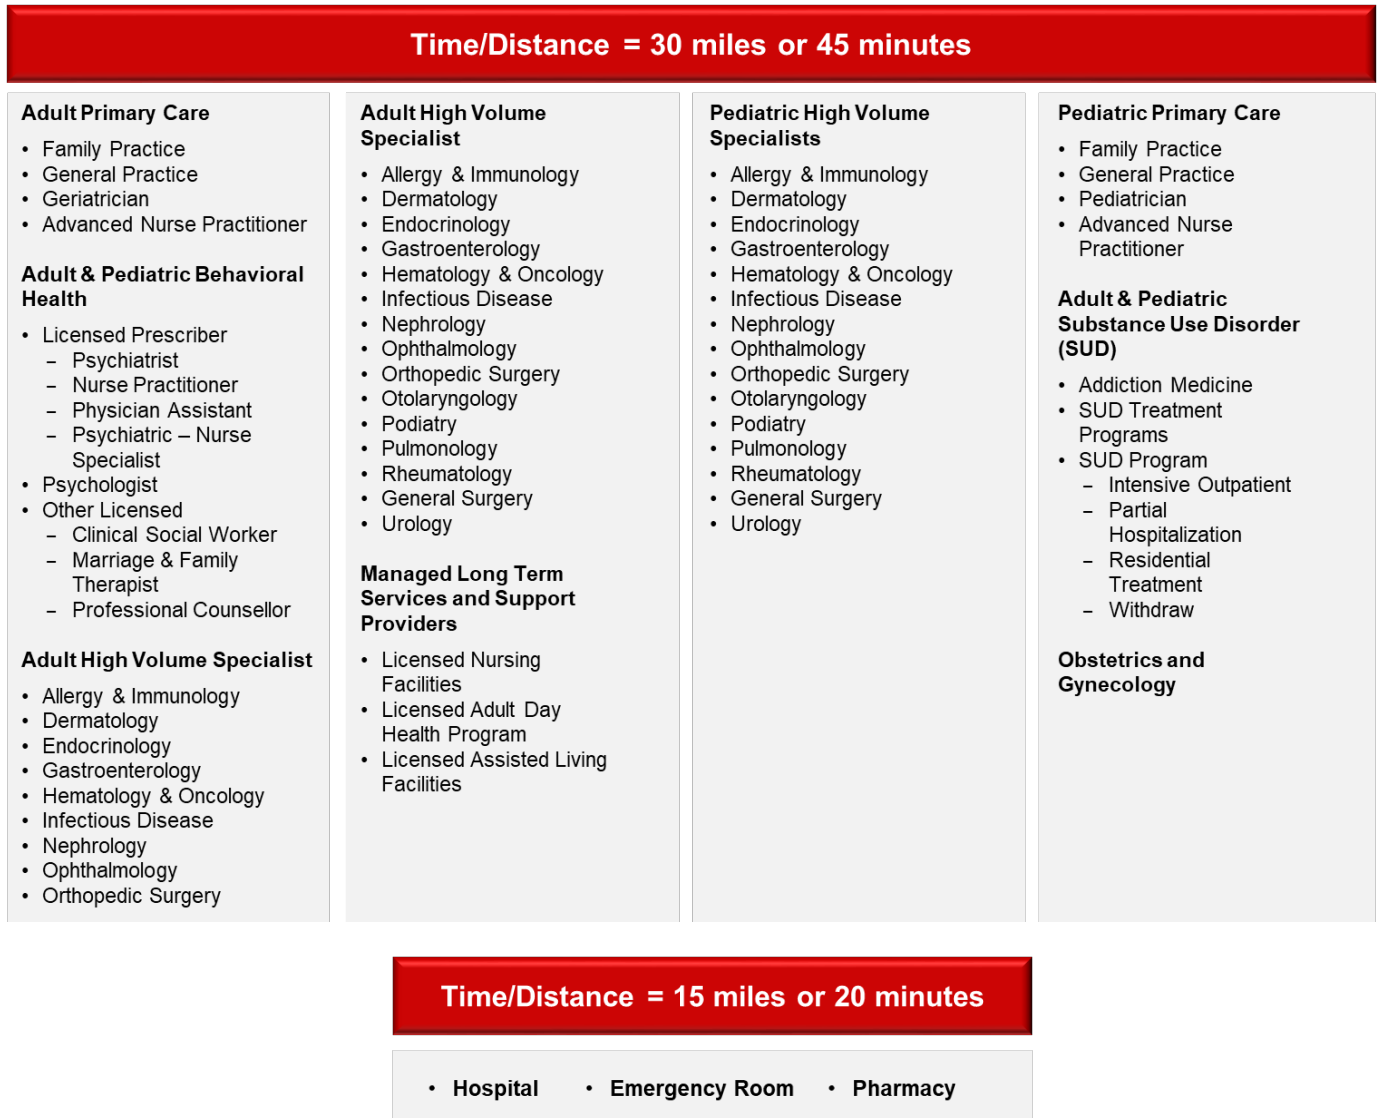 Time/Distance = 30 miles or 45 minutes
Adult Primary Care
• Family Practice
• General Practice
• Geriatrician
• Advanced Nurse Practitioner
Adult & Pediatric Behavioral
Health
• Licensed Prescriber
– Psychiatrist
– Nurse Practitioner
– Physician Assistant
– Psychiatric – Nurse
Specialist
• Psychologist
• Other Licensed
– Clinical Social Worker
– Marriage & Family
Therapist
– Professional Counsellor
Adult High Volume Specialist
• Allergy & Immunology
• Dermatology
• Endocrinology
• Gastroenterology
• Hematology & Oncology
• Infectious Disease
• Nephrology
• Ophthalmology
• Orthopedic Surgery
Adult High Volume
Specialist
• Allergy & Immunology
• Dermatology
• Endocrinology
• Gastroenterology
• Hematology & Oncology
• Infectious Disease
• Nephrology
• Ophthalmology
• Orthopedic Surgery
• Otolaryngology
• Podiatry
• Pulmonology
• Rheumatology
• General Surgery
• Urology
Managed Long Term
Services and Support
Providers
• Licensed Nursing
Facilities
• Licensed Adult Day
Health Program
• Licensed Assisted Living
Facilities
Pediatric High Volume
Specialists
• Allergy & Immunology
• Dermatology
• Endocrinology
• Gastroenterology
• Hematology & Oncology
• Infectious Disease
• Nephrology
• Ophthalmology
• Orthopedic Surgery
• Otolaryngology
• Podiatry
• Pulmonology
• Rheumatology
• General Surgery
• Urology
Pediatric Primary Care
• Family Practice
• General Practice
• Pediatrician
• Advanced Nurse
Practitioner
Adult & Pediatric
Substance Use Disorder
(SUD)
• Addiction Medicine
• SUD Treatment
Programs
• SUD Program
– Intensive Outpatient
– Partial
Hospitalization
– Residential
Treatment
– Withdraw
Obstetrics and
Gynecology
Time/Distance = 15 miles or 20 minutes
• Hospital • Emergency Room • Pharmacy